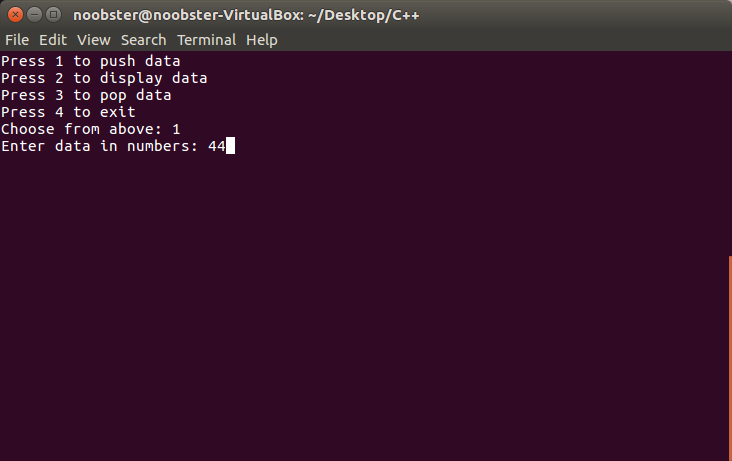 noobster@noobster-VirtualBox: ~/Desktop/C++
File Edit View Search Terminal Help
Press 1 to push data
Press 2 to display data
Press 3 to pop data
Press 4 to exit
Choose from above: 1
Enter data in numbers: 44